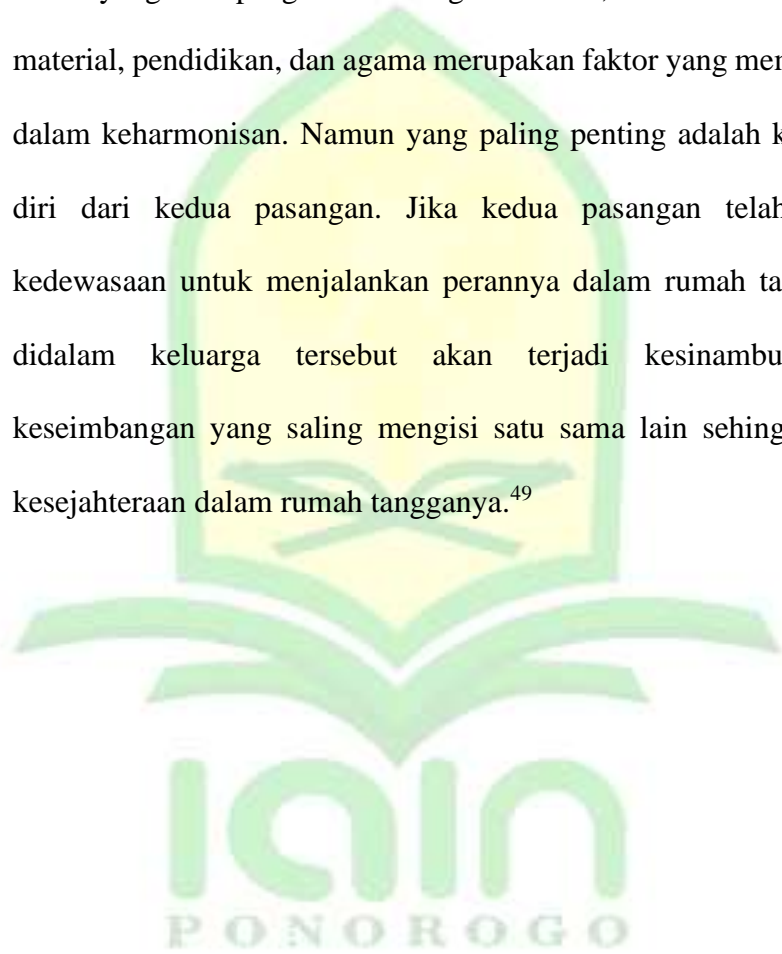 material, pendidikan, dan agama merupakan faktor yang
dalam keharmonisan. Namun yang paling penting adalah
diri dari kedua pasangan. Jika kedua pasangan telah
kedewasaan untuk menjalankan perannya dalam rumah
didalam keluarga tersebut akan terjadi
keseimbangan yang saling mengisi satu sama lain
kesejahteraan dalam rumah tangganya.49
iain
PONOROGO